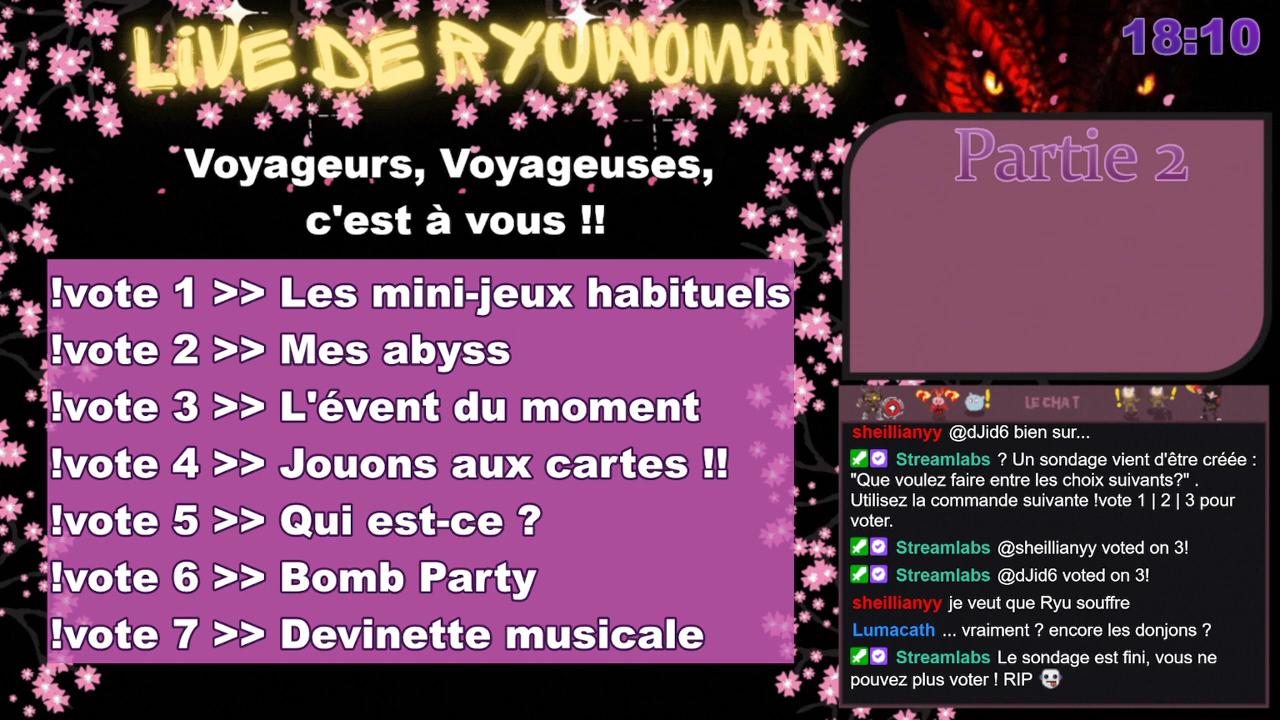 LIVE DE RYUWOMAN
18:10
Voyageurs, Voyageuses,
c'est à vous !!
!vote 1 >> Les mini-jeux habituels
!vote 2 >> Mes abyss
!vote 3 >> L'évent du moment
!vote 4 >> Jouons aux cartes !!
!vote 5 >> Qui est-ce ?
!vote 6 >> Bomb Party
!vote 7 >> Devinette musicale
Partie 2
LE CHAT
sheillianyy @dJid6 bien sur...
Streamlabs ? Un sondage vient d'être créée :
"Que voulez faire entre les choix suivants?" .
Utilisez la commande suivante !vote 1 | 2 | 3 pour
voter.
Streamlabs @sheillianyy voted on 3!
Streamlabs @dJid6 voted on 3!
sheillianyy je veut que Ryu souffre
Lumacath ... vraiment ? encore les donjons ?
Streamlabs Le sondage est fini, vous ne
pouvez plus voter ! RIP 👻